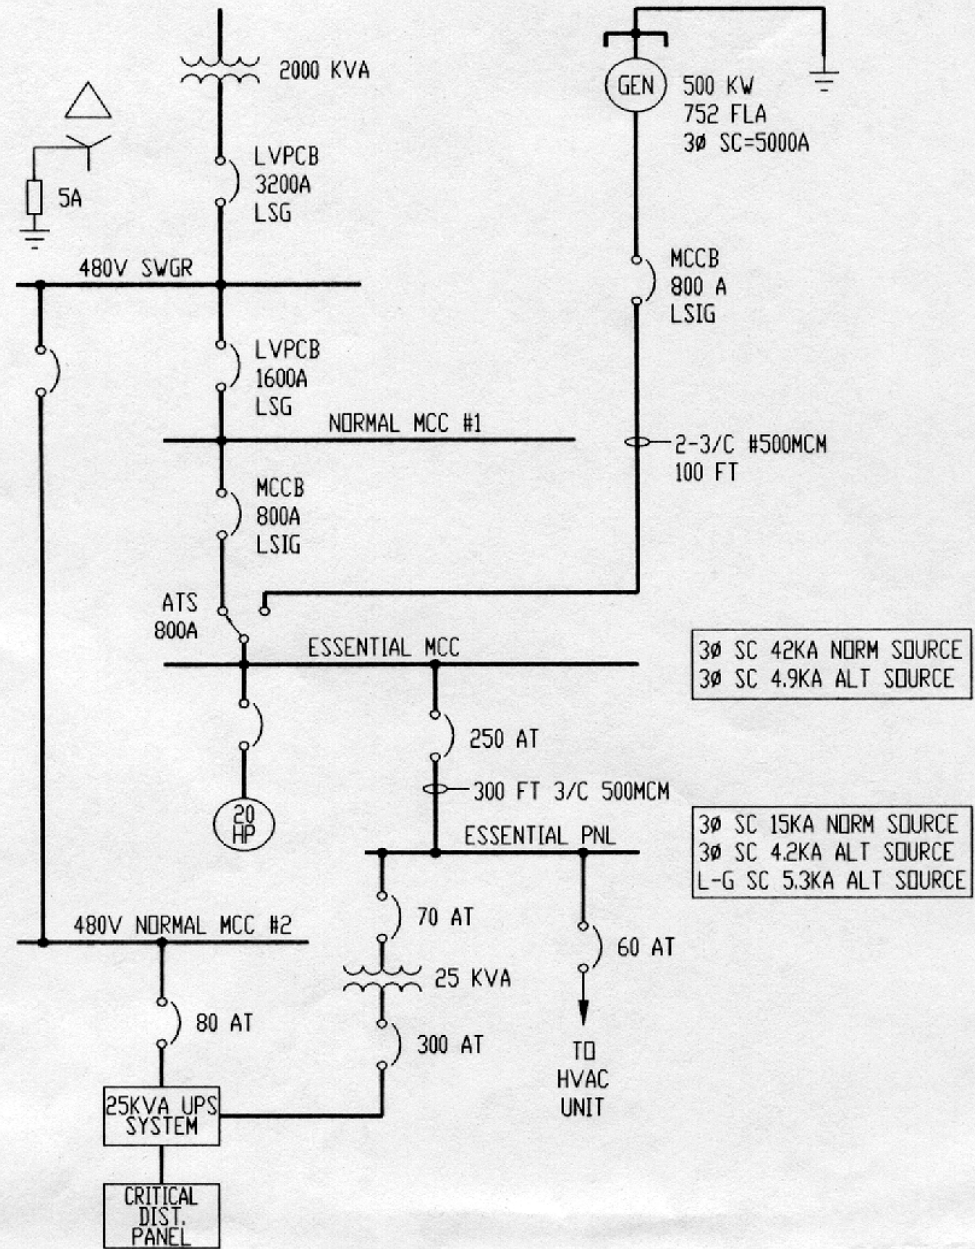 2000 KVA
GEN
500 KW
752 FLA
3Ø SC=5000A
LVPCB
3200A
LSG
5A
480V SWGR
MCCB
800 A
LSIG
LVPCB
1600A
LSG
NORMAL MCC #1
2-3/C #500MCM
100 FT
MCCB
800A
LSIG
ATS
800A
ESSENTIAL MCC
3Ø SC 42KA NORM SOURCE
3Ø SC 4.9KA ALT SOURCE
250 AT
300 FT 3/C 500MCM
20
HP
ESSENTIAL PNL
3Ø SC 15KA NORM SOURCE
3Ø SC 4.2KA ALT SOURCE
L-G SC 5.3KA ALT SOURCE
70 AT
480V NORMAL MCC #2
60 AT
25 KVA
80 AT
300 AT
TO
HVAC
UNIT
25KVA UPS
SYSTEM
CRITICAL
DIST.
PANEL